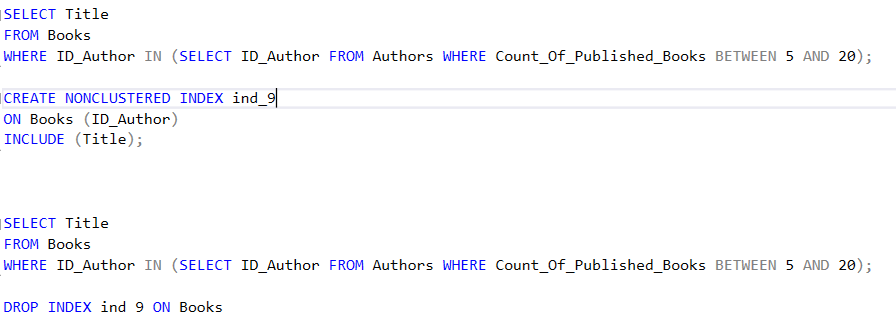 SELECT Title
FROM Books
WHERE ID_Author IN (SELECT ID_Author FROM Authors WHERE Count_Of_Published_Books BETWEEN 5 AND 20);
CREATE NONCLUSTERED INDEX ind_9
ON Books (ID_Author)
INCLUDE (Title);
SELECT Title
FROM Books
WHERE ID_Author IN (SELECT ID_Author FROM Authors WHERE Count_Of_Published_Books BETWEEN 5 AND 20);
DROP INDEX ind 9 ON Books